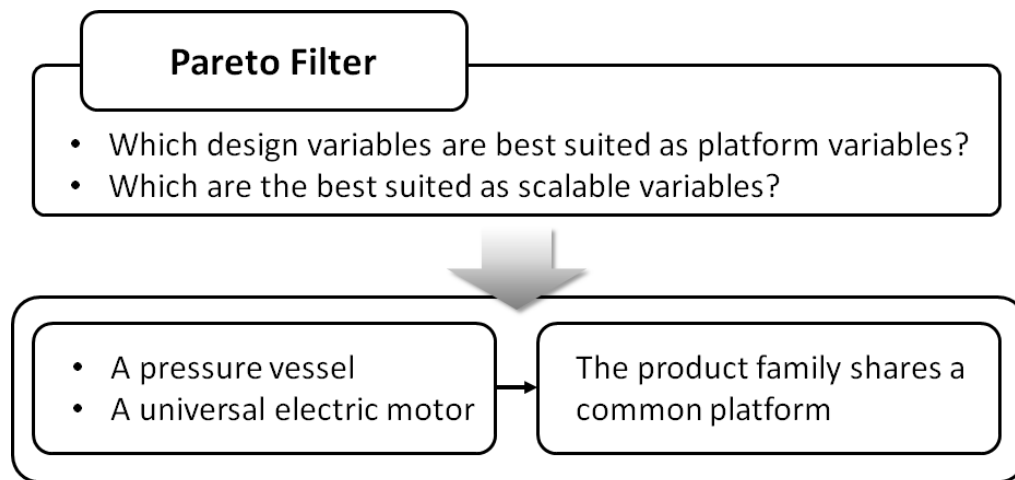 Pareto Filter
• Which design variables are best suited as platform variables?
• Which are the best suited as scalable variables?
• A pressure vessel
• A universal electric motor
The product family shares a
common platform